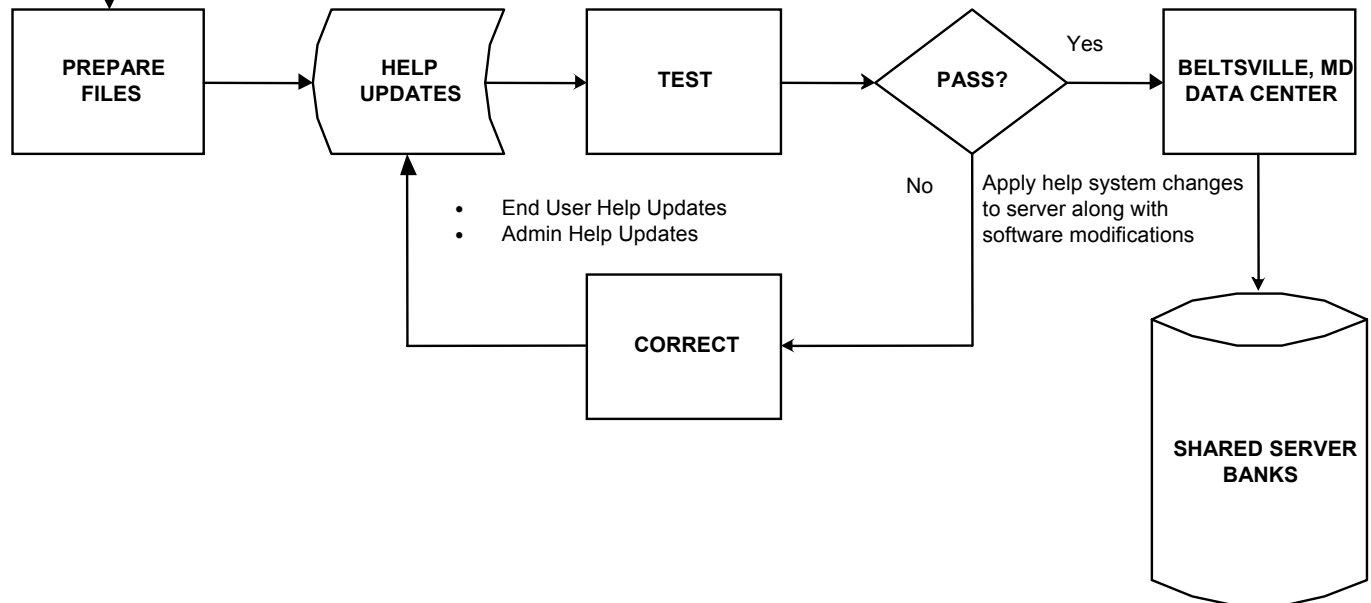 PREPARE
FILES
HELP
UPDATES
TEST
PASS?
Yes
BELTSVILLE, MD
DATA CENTER
No
Apply help system changes
to server along with
software modifications
• End User Help Updates
• Admin Help Updates
CORRECT
SHARED SERVER
BANKS